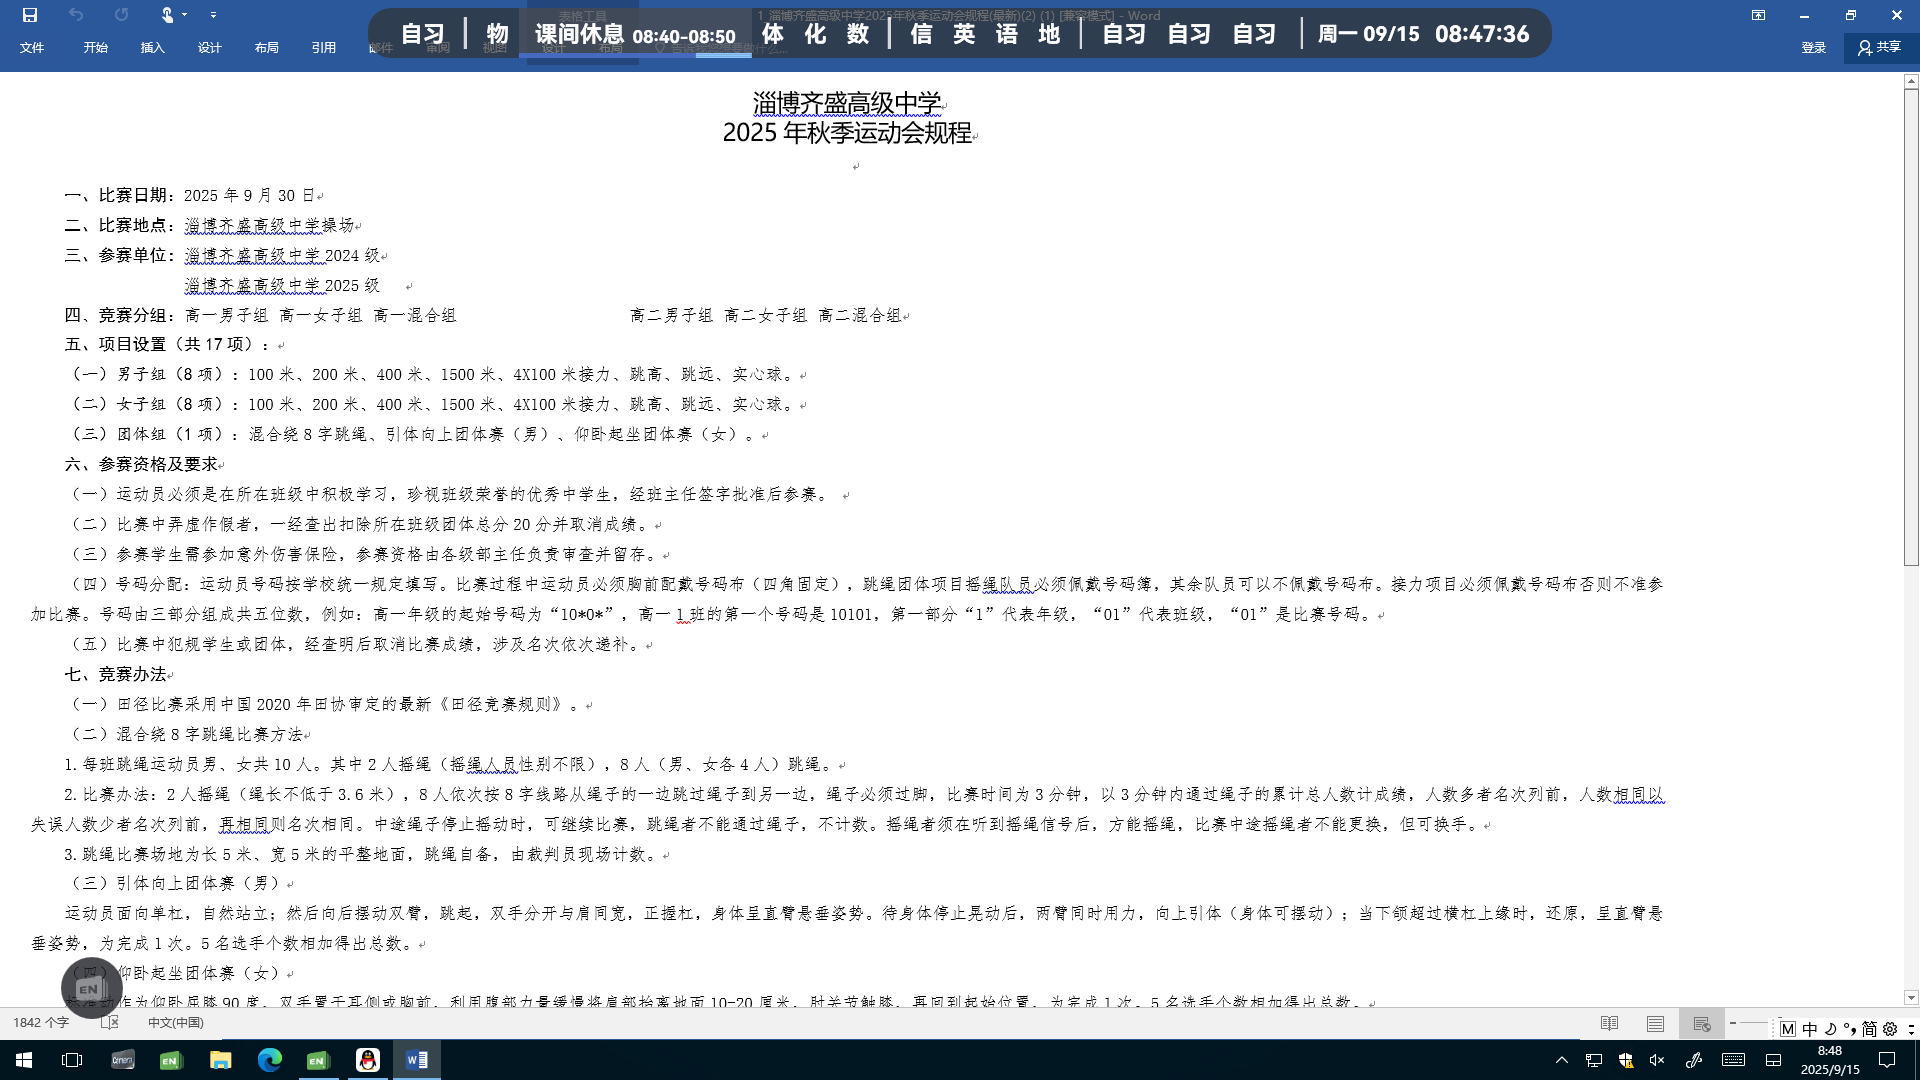 1 淄博齐盛高级中学2025年秋季运动会规程(最新)(2) (1) [兼容模式] - Word
表格工具
文件 开始 插入 设计 布局 引用 邮件 审阅 视图 设计 布局 登录 共享
自习 | 物 课间休息 08:40-08:50 体 化 数 | 信 英 语 地 | 自习 自习 自习 | 周一 09/15 08:47:36
淄博齐盛高级中学
2025 年秋季运动会规程
一、比赛日期：2025 年 9 月 30 日
二、比赛地点：淄博齐盛高级中学操场
三、参赛单位：淄博齐盛高级中学 2024 级
淄博齐盛高级中学 2025 级
四、竞赛分组：高一男子组 高一女子组 高一混合组 高二男子组 高二女子组 高二混合组
五、项目设置（共 17 项）：
（一）男子组（8 项）：100 米、200 米、400 米、1500 米、4X100 米接力、跳高、跳远、实心球。
（二）女子组（8 项）：100 米、200 米、400 米、1500 米、4X100 米接力、跳高、跳远、实心球。
（三）团体组（1 项）：混合绕 8 字跳绳、引体向上团体赛（男）、仰卧起坐团体赛（女）。
六、参赛资格及要求
（一）运动员必须是在所在班级中积极学习，珍视班级荣誉的优秀中学生，经班主任签字批准后参赛。
（二）比赛中弄虚作假者，一经查出扣除所在班级团体总分 20 分并取消成绩。
（三）参赛学生需参加意外伤害保险，参赛资格由各级部主任负责审查并留存。
（四）号码分配：运动员号码按学校统一规定填写。比赛过程中运动员必须胸前配戴号码布（四角固定），跳绳团体项目摇绳队员必须佩戴号码簿，其余队员可以不佩戴号码布。接力项目必须佩戴号码布否则不准参
加比赛。号码由三部分组成共五位数，例如：高一年级的起始号码为“10*0*”，高一 1 班的第一个号码是 10101，第一部分“1”代表年级，“01”代表班级，“01”是比赛号码。
（五）比赛中犯规学生或团体，经查明后取消比赛成绩，涉及名次依次递补。
七、竞赛办法
（一）田径比赛采用中国 2020 年田协审定的最新《田径竞赛规则》。
（二）混合绕 8 字跳绳比赛方法
1.每班跳绳运动员男、女共 10 人。其中 2 人摇绳（摇绳人员性别不限），8 人（男、女各 4 人）跳绳。
2.比赛办法：2 人摇绳（绳长不低于 3.6 米），8 人依次按 8 字线路从绳子的一边跳过绳子到另一边，绳子必须过脚，比赛时间为 3 分钟，以 3 分钟内通过绳子的累计总人数计成绩，人数多者名次列前，人数相同以
失误人数少者名次列前，再相同则名次相同。中途绳子停止摇动时，可继续比赛，跳绳者不能通过绳子，不计数。摇绳者须在听到摇绳信号后，方能摇绳，比赛中途摇绳者不能更换，但可换手。
3.跳绳比赛场地为长 5 米、宽 5 米的平整地面，跳绳自备，由裁判员现场计数。
（三）引体向上团体赛（男）
运动员面向单杠，自然站立；然后向后摆动双臂，跳起，双手分开与肩同宽，正握杠，身体呈直臂悬垂姿势。待身体停止晃动后，两臂同时用力，向上引体（身体可摆动）；当下颌超过横杠上缘时，还原，呈直臂悬
垂姿势，为完成 1 次。5 名选手个数相加得出总数。
（四）仰卧起坐团体赛（女）
标准动作为仰卧屈膝 90 度，双手置于耳侧或胸前，利用腹部力量缓慢将肩部抬离地面 10-20 厘米，肘关节触膝，再回到起始位置，为完成 1 次。5 名选手个数相加得出总数。
EN
1842 个字 中文(中国)
M 中 简
8:48
2025/9/15